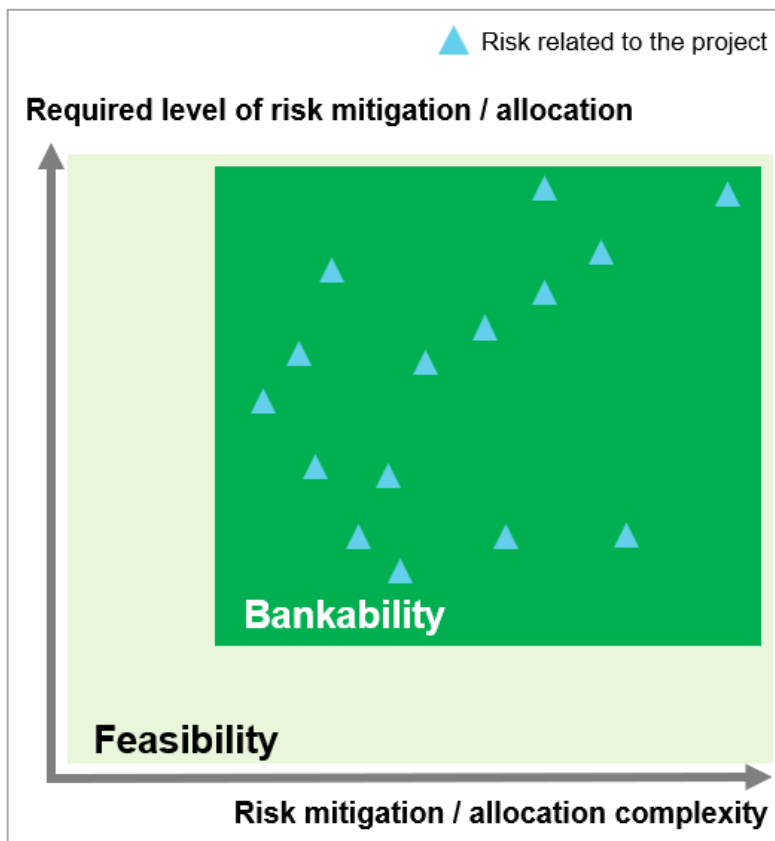 Risk related to the project
Required level of risk mitigation / allocation
Bankability
Feasibility
Risk mitigation / allocation complexity